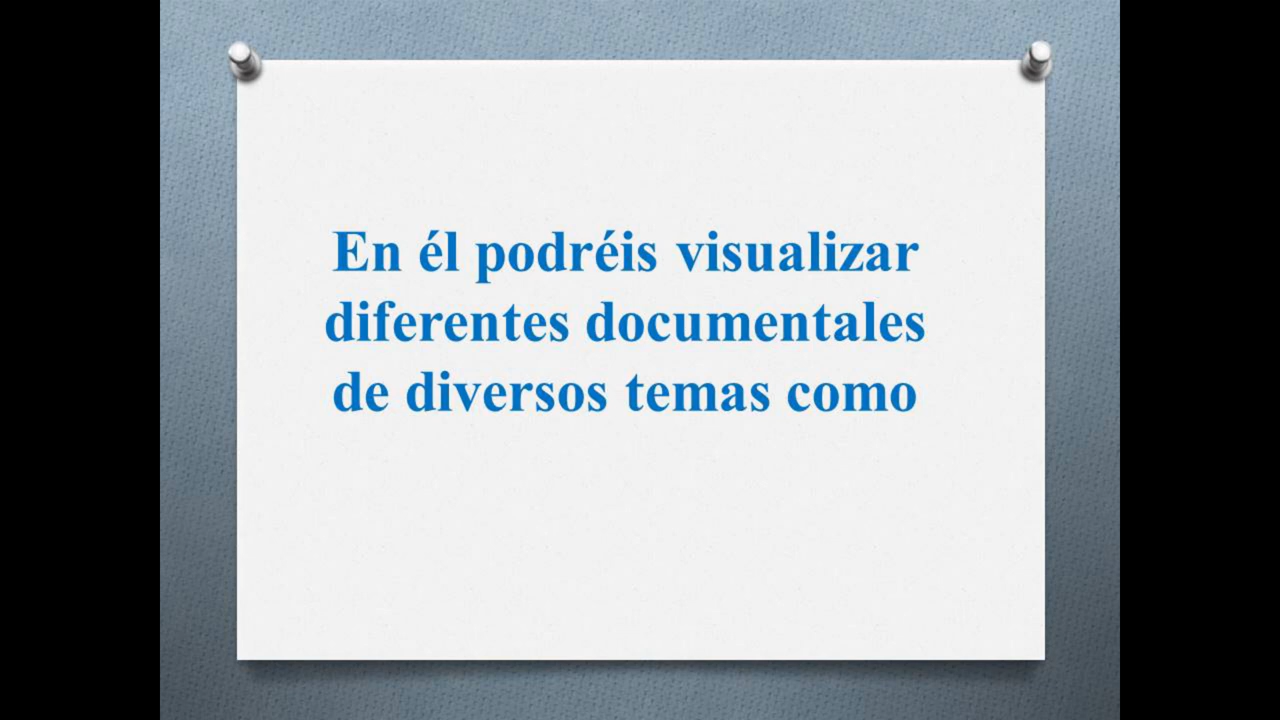 En él podréis visualizar
diferentes documentales
de diversos temas como